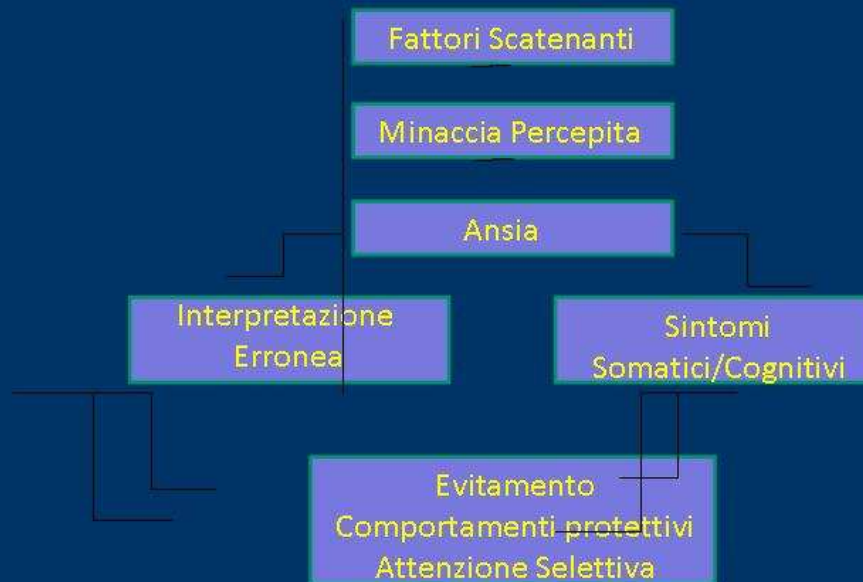 Fattori Scatenanti
Minaccia Percepita
Ansia
Interpretazione
Erronea
Sintomi
Somatici/Cognitivi
Evitamento
Comportamenti protettivi
Attenzione Selettiva